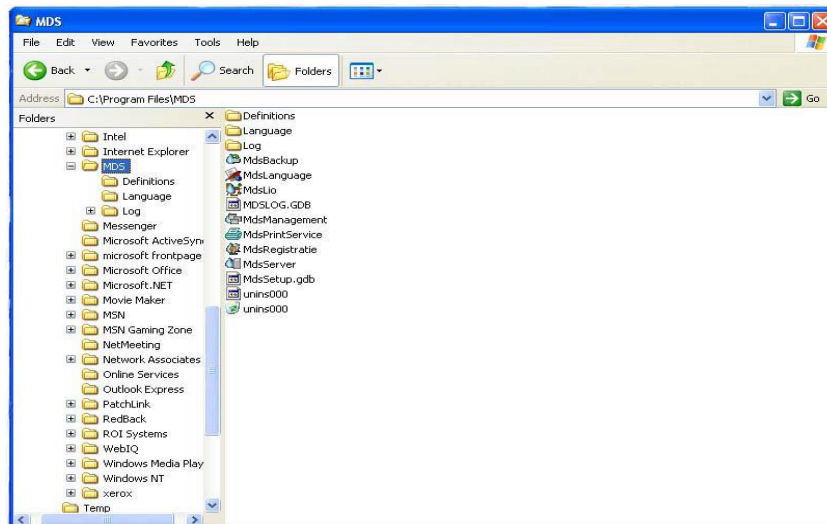 MDS
File Edit View Favorites Tools Help
Back Search Folders
Address C:\Program Files\MDS Go
Folders
Intel
Internet Explorer
MDS
Definitions
Language
Log
Messenger
Microsoft ActiveSyn
microsoft frontpage
Microsoft Office
Microsoft.NET
Movie Maker
MSN
MSN Gaming Zone
NetMeeting
Network Associates
Online Services
Outlook Express
PatchLink
RedBack
ROI Systems
WebIQ
Windows Media Play
Windows NT
xerox
Temp
Definitions
Language
Log
MdsBackup
MdsLanguage
MdsLio
MDSLOG.GDB
MdsManagement
MdsPrintService
MdsRegistratie
MdsServer
MdsSetup.gdb
unins000
unins000